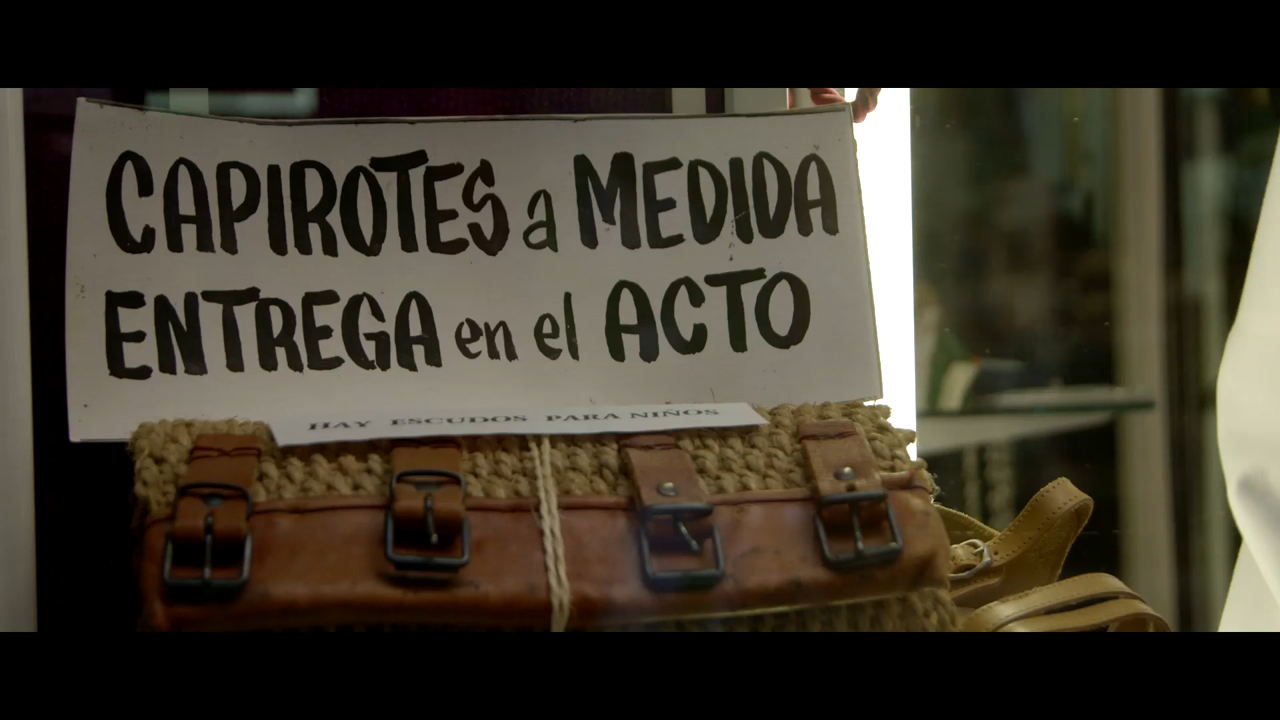 CAPIROTES a MEDIDA
ENTREGA en el ACTO
HAY ESCUDOS PARA NIÑOS